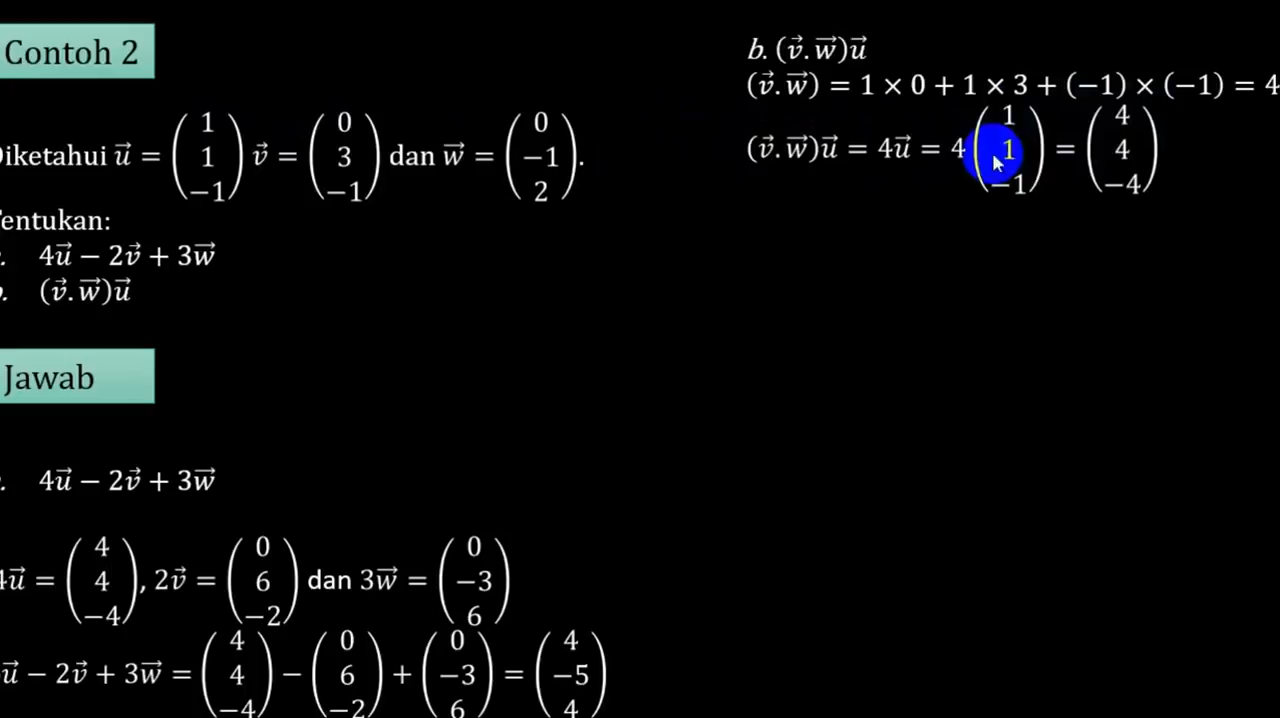 Contoh 2
Diketahui u⃗ = (1 1 −1) v⃗ = (0 3 −1) dan w⃗ = (0 −1 2).
Tentukan:
4u⃗ − 2v⃗ + 3w⃗
(v⃗.w⃗)u⃗
Jawab
4u⃗ − 2v⃗ + 3w⃗
4u⃗ = (4 4 −4), 2v⃗ = (0 6 −2) dan 3w⃗ = (0 −3 6)
u⃗ − 2v⃗ + 3w⃗ = (4 4 −4) − (0 6 −2) + (0 −3 6) = (4 −5 4)
b. (v⃗.w⃗)u⃗
(v⃗.w⃗) = 1 × 0 + 1 × 3 + (−1) × (−1) = 4
(v⃗.w⃗)u⃗ = 4u⃗ = 4(1 1 −1) = (4 4 −4)